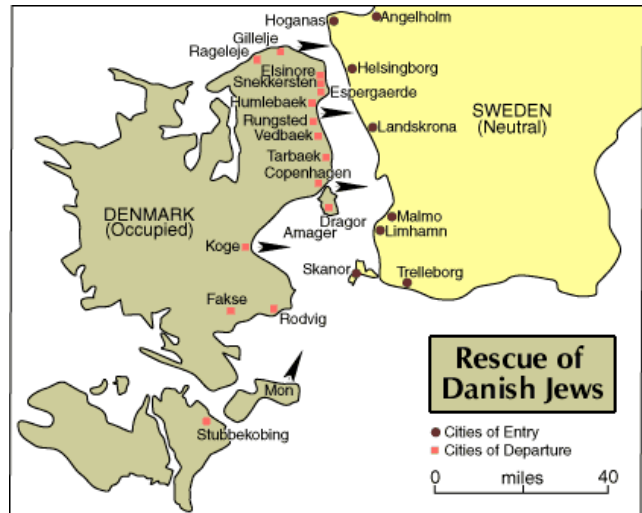 Hoganas
Angelholm
Gillelje
Rageleje
Elsinore
Snekkersten
Espergaerde
Helsingborg
Humlebaek
Rungsted
Vedbaek
SWEDEN
(Neutral)
Landskrona
Tarbaek
Copenhagen
DENMARK
(Occupied)
Dragor
Malmo
Limhamn
Amager
Koge
Skanor
Trelleborg
Fakse
Rodvig
Mon
Stubbekobing
Rescue of
Danish Jews
Cities of Entry
Cities of Departure
0 40
miles